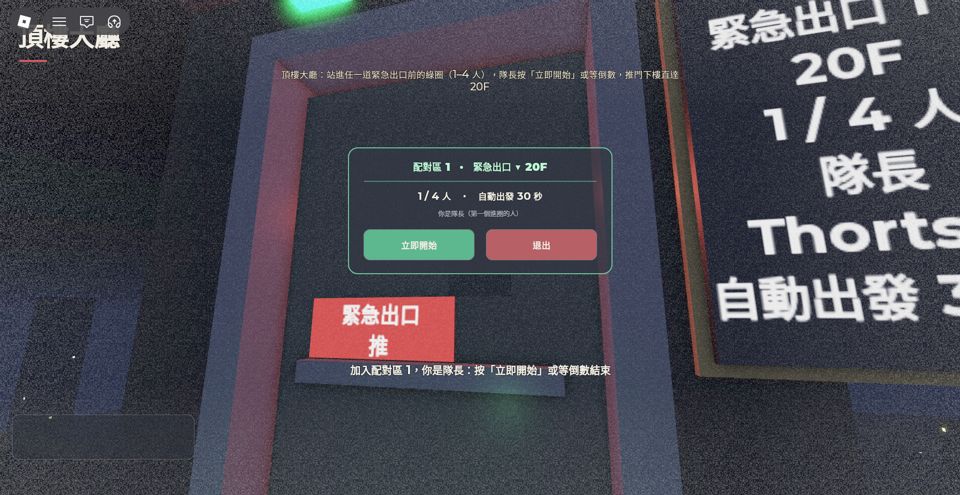 頂樓大廳
頂樓大廳：站進任一道緊急出口前的綠圈（1–4 人），隊長按「立即開始」或等倒數，推門下樓直達
20F
配對區 1 • 緊急出口 ▼ 20F
1 / 4 人 • 自動出發 30 秒
你是隊長（第一個進圈的人）
立即開始
退出
緊急出口
推
加入配對區 1，你是隊長：按「立即開始」或等倒數結束
緊急出口 1
20F
1 / 4 人
隊長
Thorts
自動出發 3